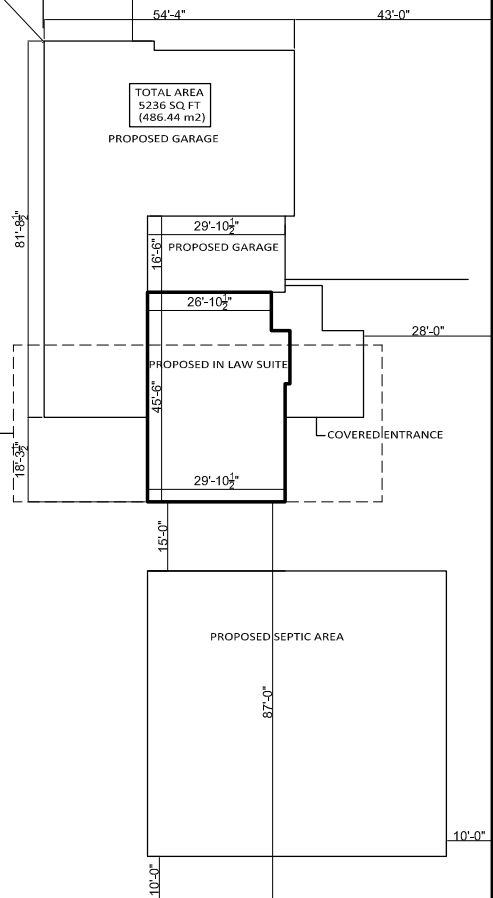 54'-4"
43'-0"
TOTAL AREA
5236 SQ FT
(486.44 m2)
PROPOSED GARAGE
81'-8½"
29'-10½"
16'-6"
PROPOSED GARAGE
26'-10½"
28'-0"
PROPOSED IN LAW SUITE
45'-6"
COVERED ENTRANCE
18'-3½"
29'-10½"
15'-0"
PROPOSED SEPTIC AREA
87'-0"
10'-0"
10'-0"